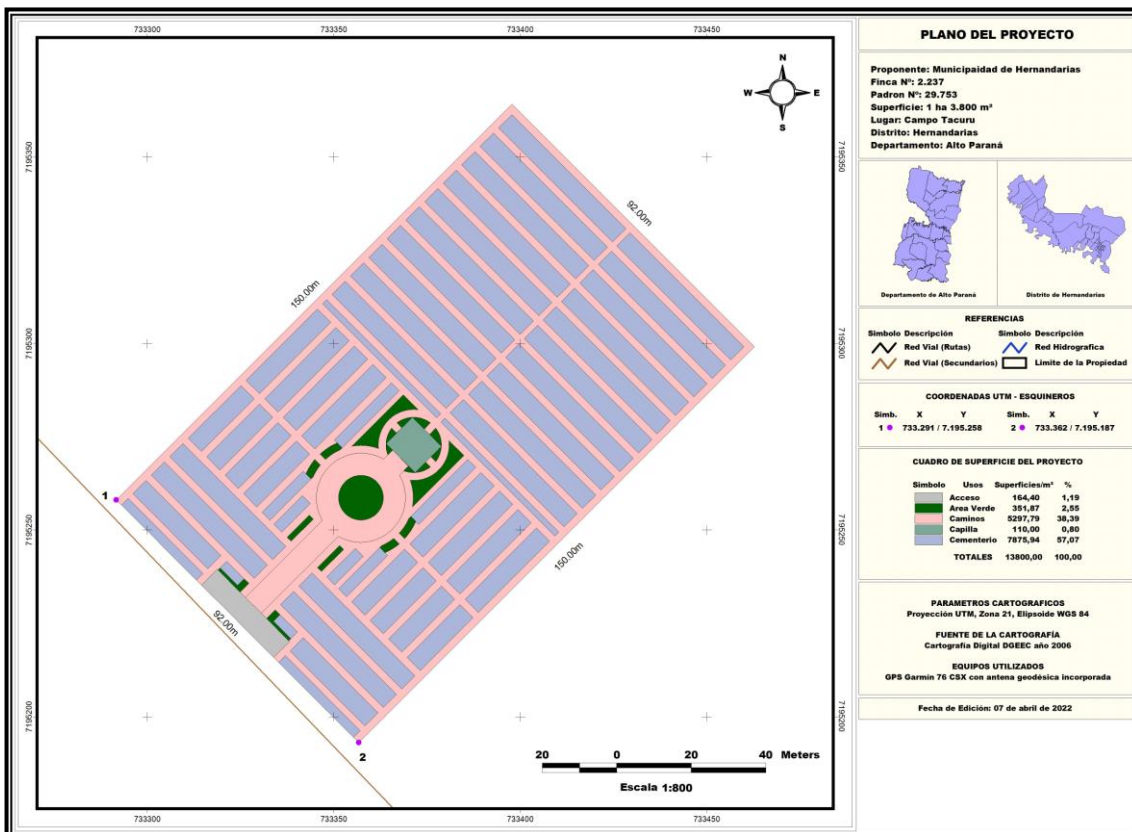 733300 733350 733400 733450
7195350
7195300
7195250
7195200
7195350
7195300
7195250
7195200
N
W E
S
92.00m
150.00m
150.00m
92.00m
1
2
20 0 20 40 Meters
Escala 1:800
733300 733350 733400 733450
PLANO DEL PROYECTO
Proponente: Municipaidad de Hernandarias
Finca Nº: 2.237
Padron Nº: 29.753
Superficie: 1 ha 3.800 m²
Lugar: Campo Tacuru
Distrito: Hernandarias
Departamento: Alto Paraná
Departamento de Alto Paraná Distrito de Hernandarias
REFERENCIAS
Simbolo Descripción Simbolo Descripción
Red Vial (Rutas) Red Hidrografica
Red Vial (Secundarios) Limite de la Propiedad
COORDENADAS UTM - ESQUINEROS
Simb. X Y Simb. X Y
1 733.291 / 7.195.258 2 733.362 / 7.195.187
CUADRO DE SUPERFICIE DEL PROYECTO
Simbolo Usos Superficies/m² %
Acceso 164,40 1,19
Area Verde 351,87 2,55
Caminos 5297,79 38,39
Capilla 110,00 0,80
Cementerio 7875,94 57,07
TOTALES 13800,00 100,00
PARAMETROS CARTOGRAFICOS
Proyección UTM, Zona 21, Elipsoide WGS 84
FUENTE DE LA CARTOGRAFÍA
Cartografía Digital DGEEC año 2006
EQUIPOS UTILIZADOS
GPS Garmin 76 CSX con antena geodésica incorporada
Fecha de Edición: 07 de abril de 2022